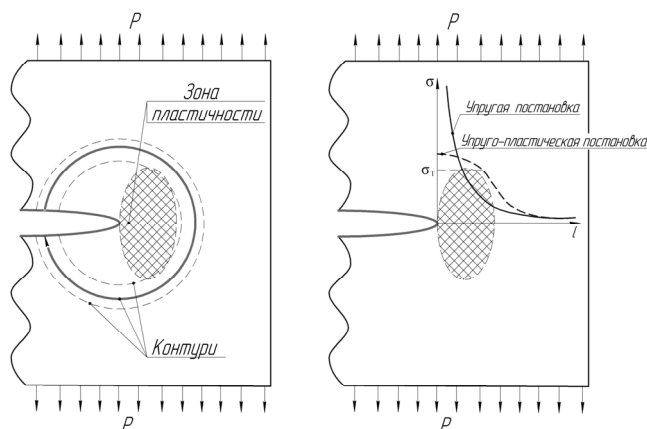 P
Зона
пластичности
Контури
P
P
σ
Упругая постановка
Упруго-пластическая постановка
σт
l
P